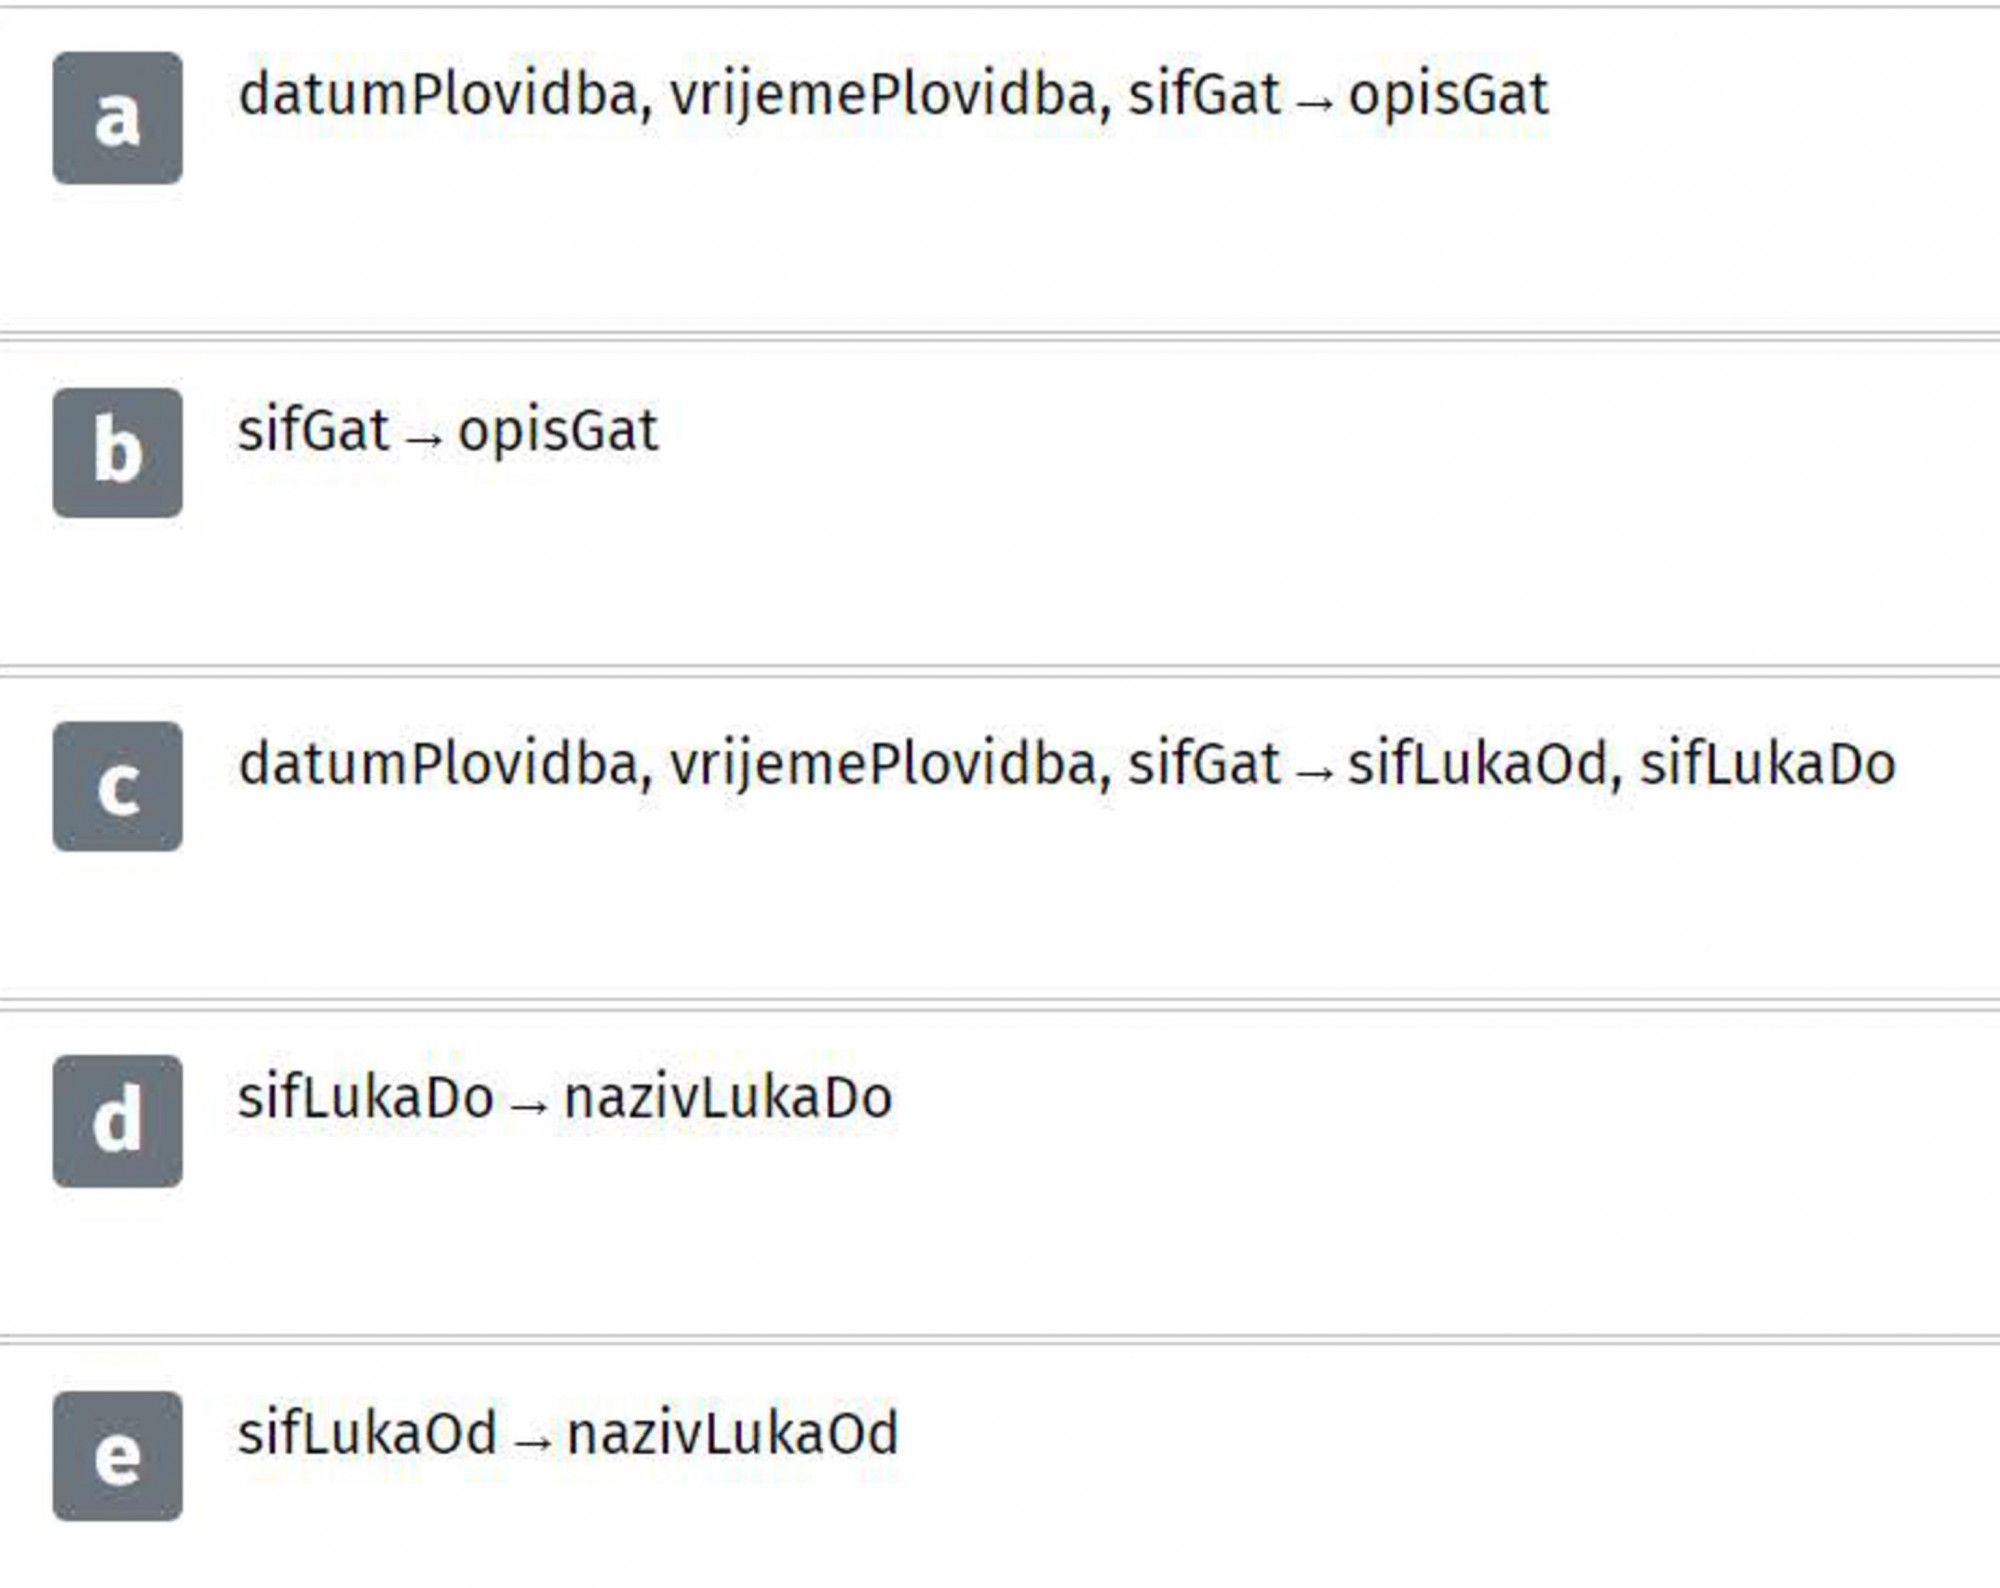 a datumPlovidba, vrijemePlovidba, sifGat → opisGat
b sifGat → opisGat
c datumPlovidba, vrijemePlovidba, sifGat → sifLukaOd, sifLukaDo
d sifLukaDo → nazivLukaDo
e sifLukaOd → nazivLukaOd